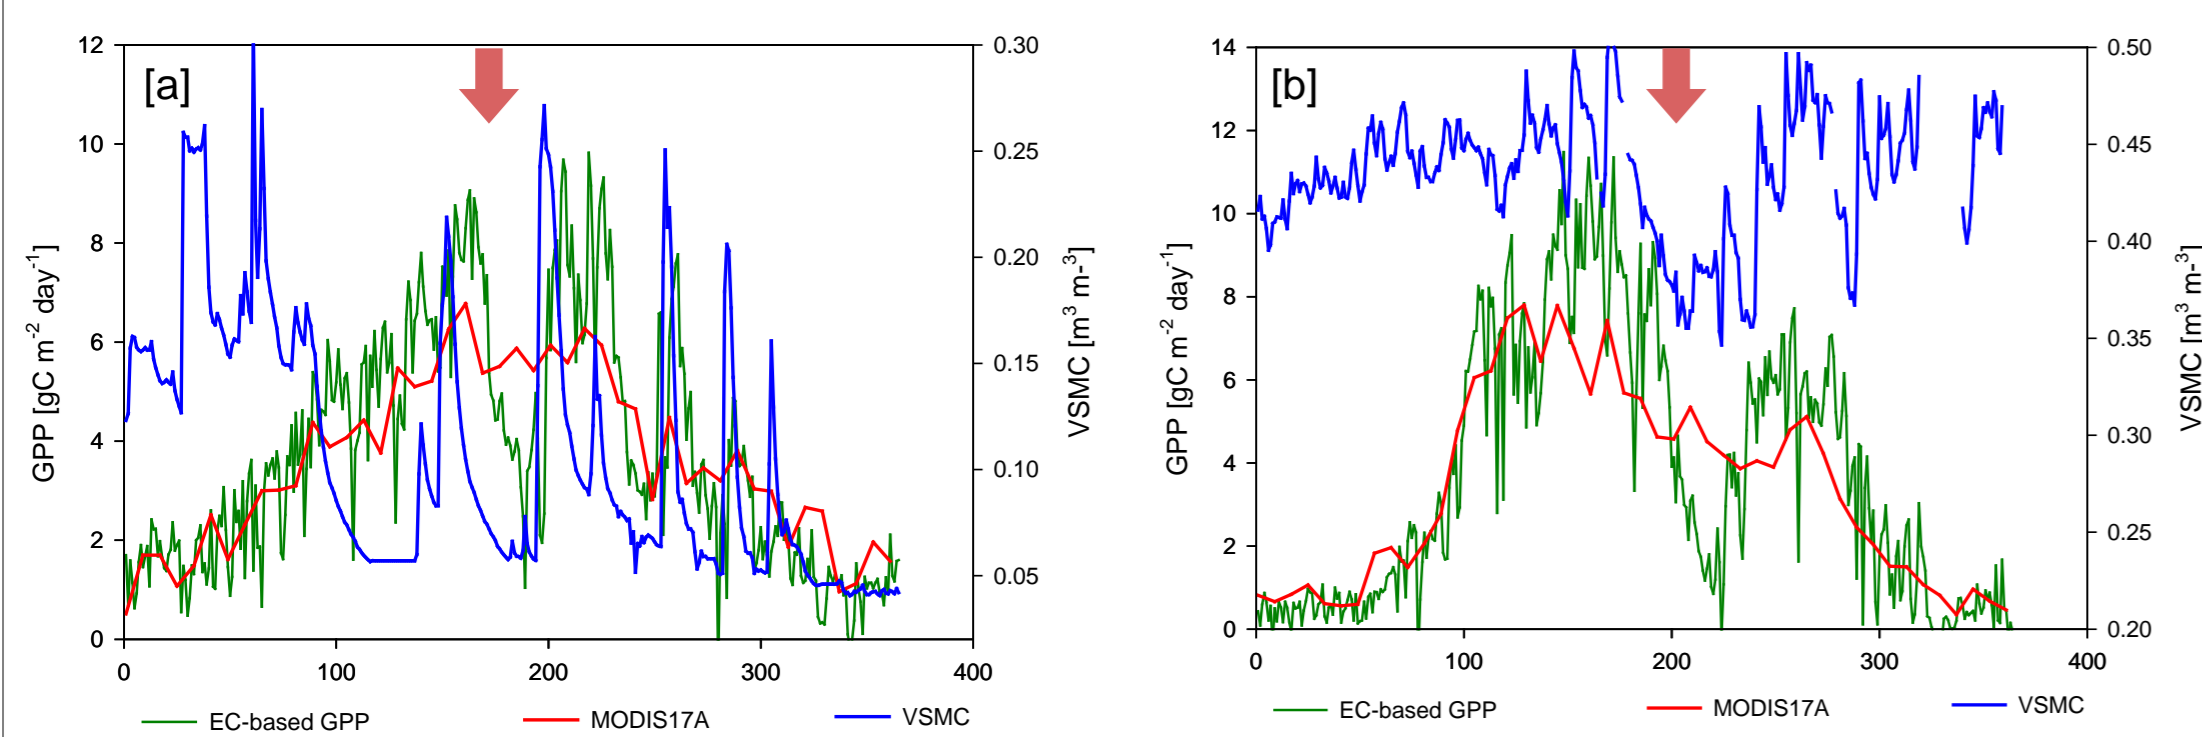 [a]
12
10
8
6
4
2
0
GPP [gC m-2 day-1]
0.30
0.25
0.20
0.15
0.10
0.05
VSMC [m3 m-3]
0 100 200 300 400
EC-based GPP MODIS17A VSMC
[b]
14
12
10
8
6
4
2
0
GPP [gC m-2 day-1]
0.50
0.45
0.40
0.35
0.30
0.25
0.20
VSMC [m3 m-3]
0 100 200 300 400
EC-based GPP MODIS17A VSMC